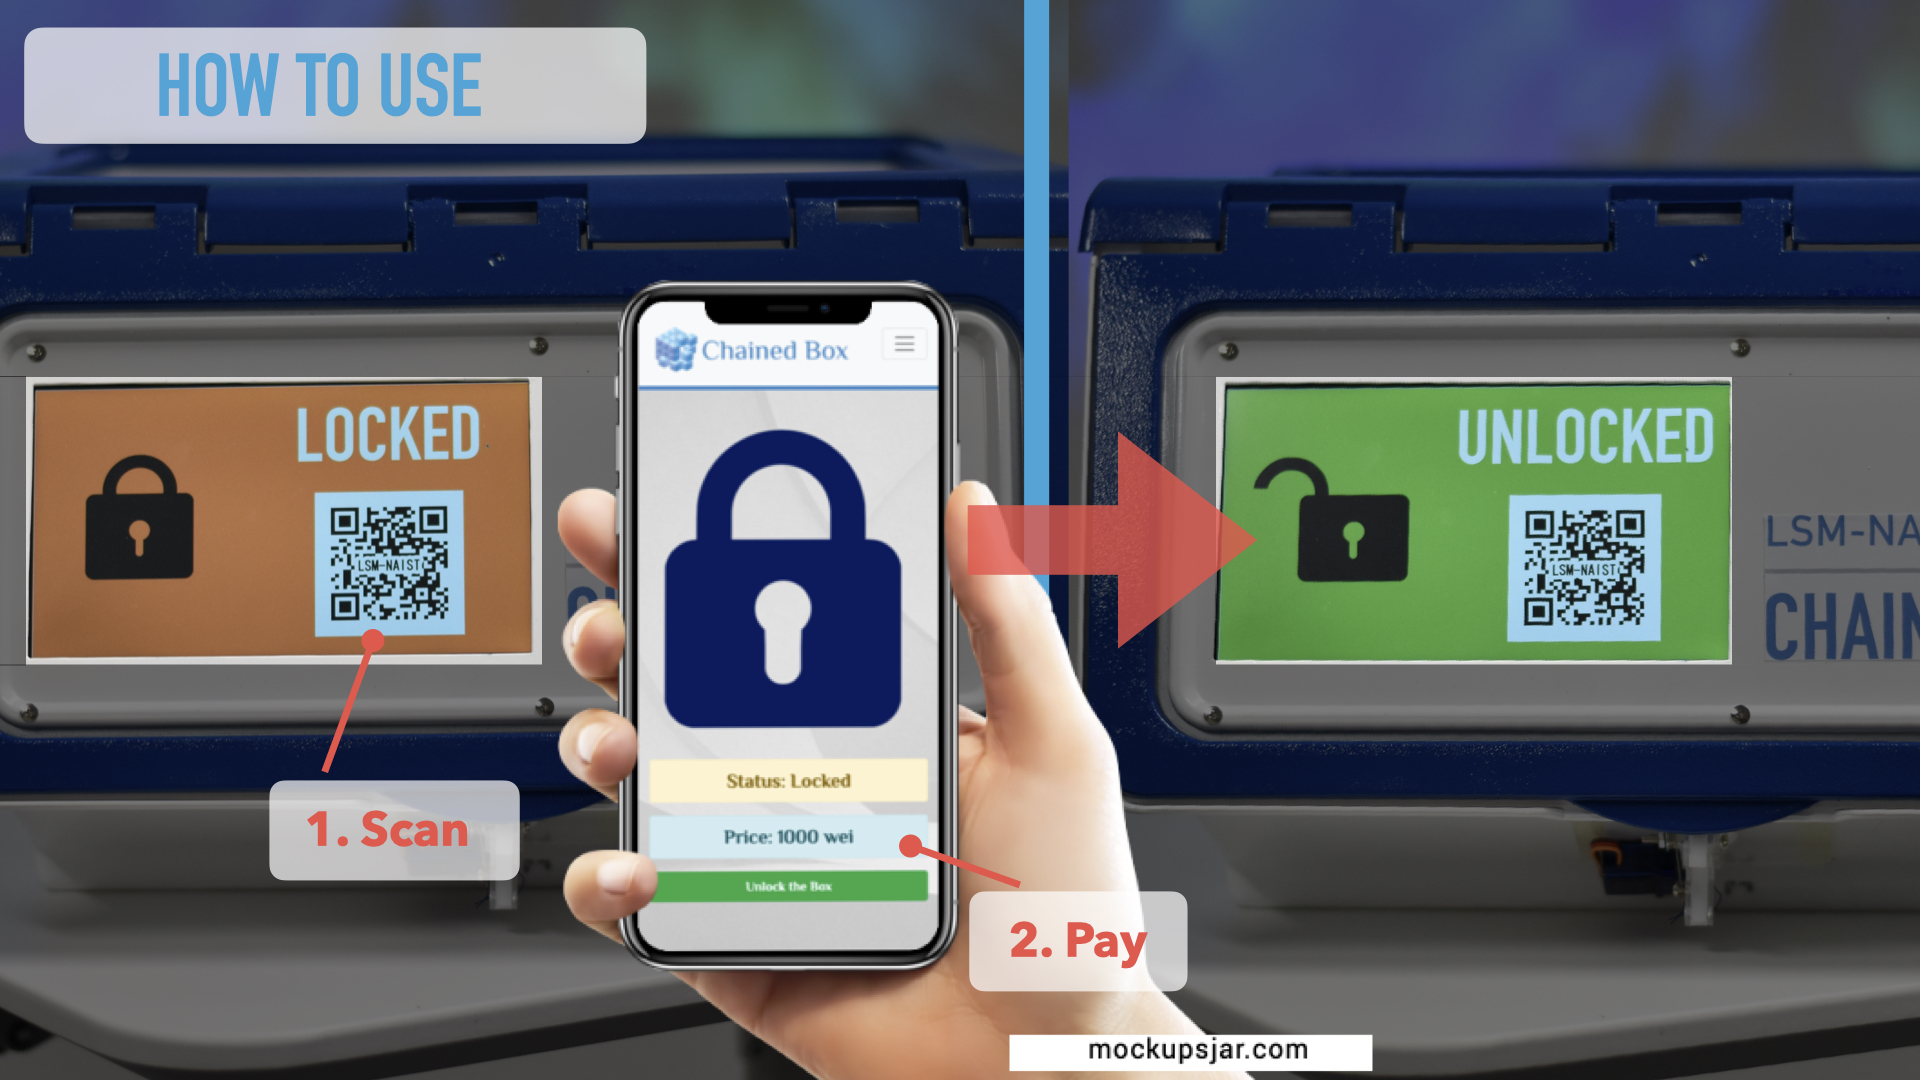 HOW TO USE
LOCKED
LSM-NAIST
1. Scan
Chained Box
Status: Locked
Price: 1000 wei
Unlock the Box
2. Pay
UNLOCKED
LSM-NAIST
LSM-NA
CHAIN
mockupsjar.com